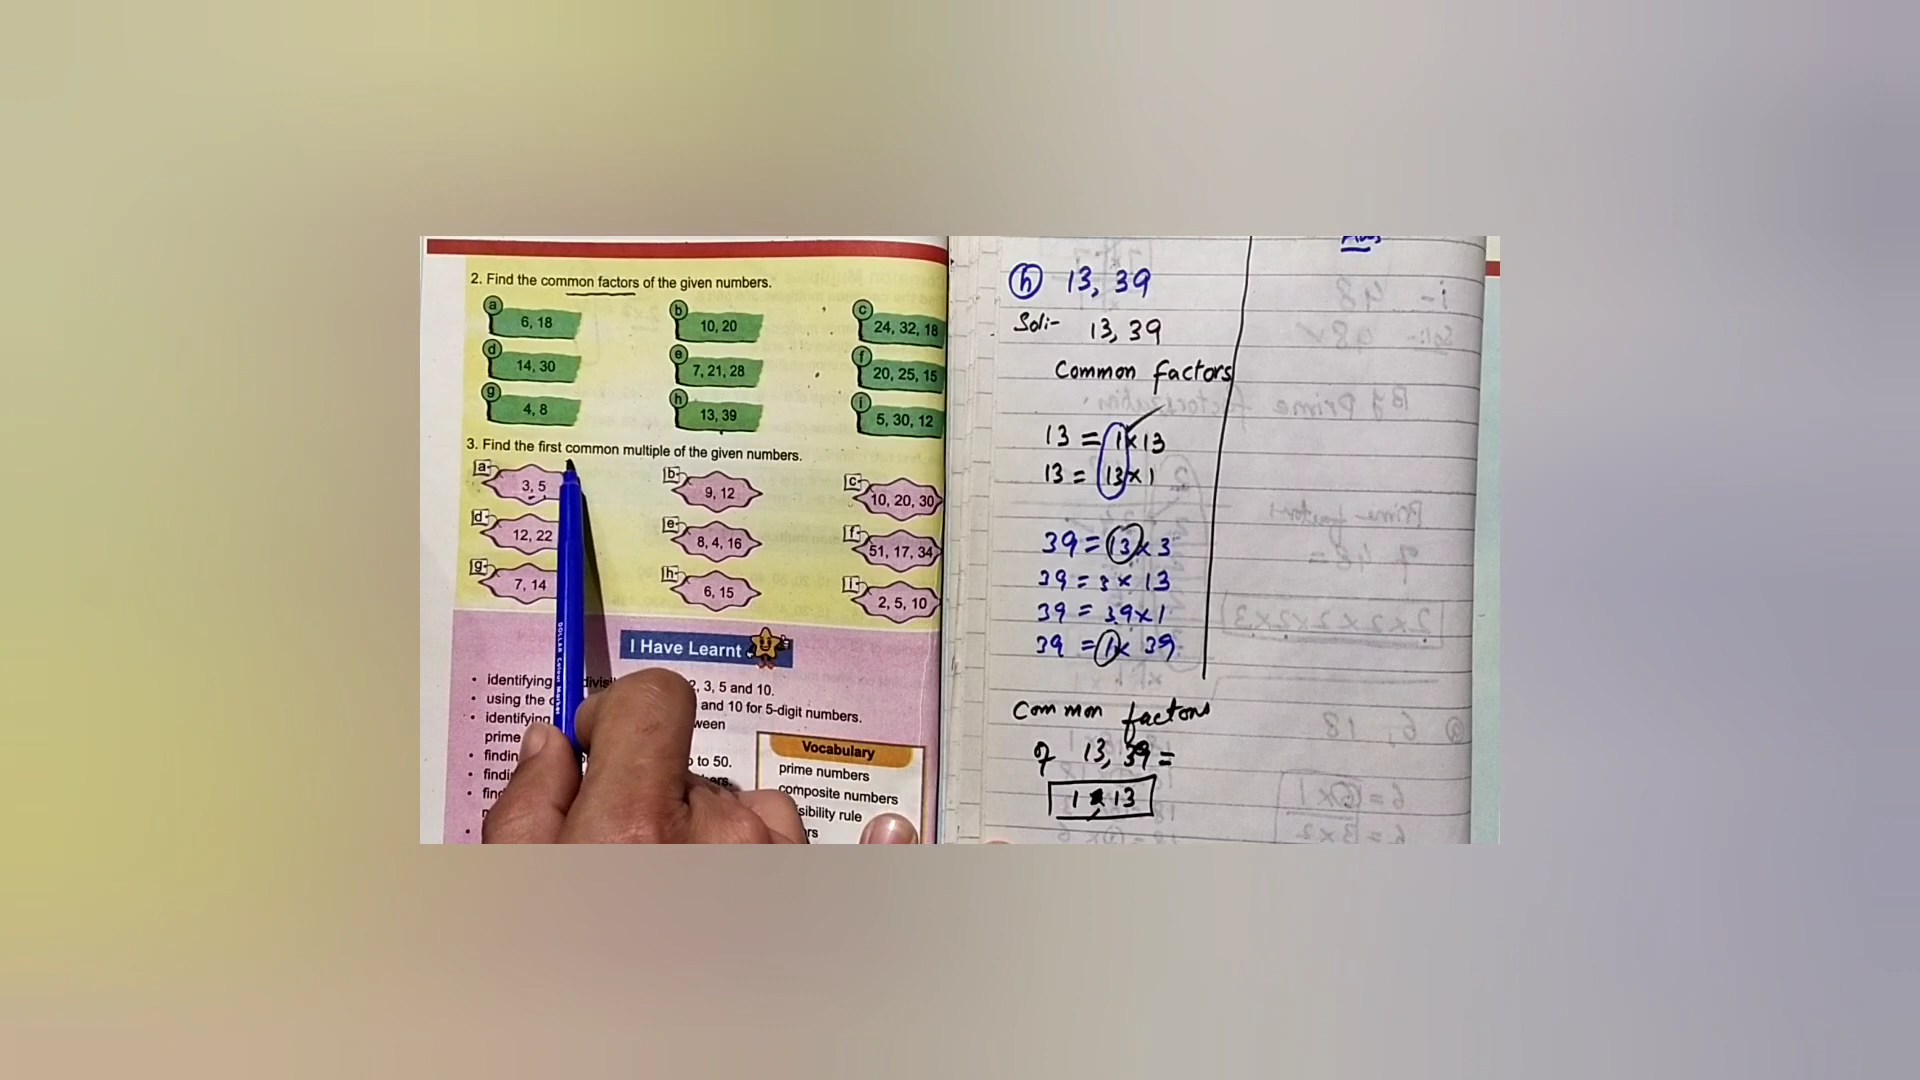 2. Find the common factors of the given numbers.
a 6, 18
b 10, 20
c 24, 32, 18
d 14, 30
e 7, 21, 28
f 20, 25, 15
g 4, 8
h 13, 39
i 5, 30, 12
3. Find the first common multiple of the given numbers.
a 3, 5
b 9, 12
c 10, 20, 30
d 12, 22
e 8, 4, 16
f 51, 17, 34
g 7, 14
h 6, 15
i 2, 5, 10
I Have Learnt
• identifying 2, 3, 5 and 10.
• using the and 10 for 5-digit numbers.
• identifying
prime
• to 50.
•
•
Vocabulary
prime numbers
composite numbers
DOLLAR
h 13, 39
Sol:- 13, 39
Common factors
13 = 1 × 13
13 = 13 × 1
39 = 13 × 3
39 = 3 × 13
39 = 39 × 1
39 = 1 × 39
Common factors
of 13, 39 =
1, 13